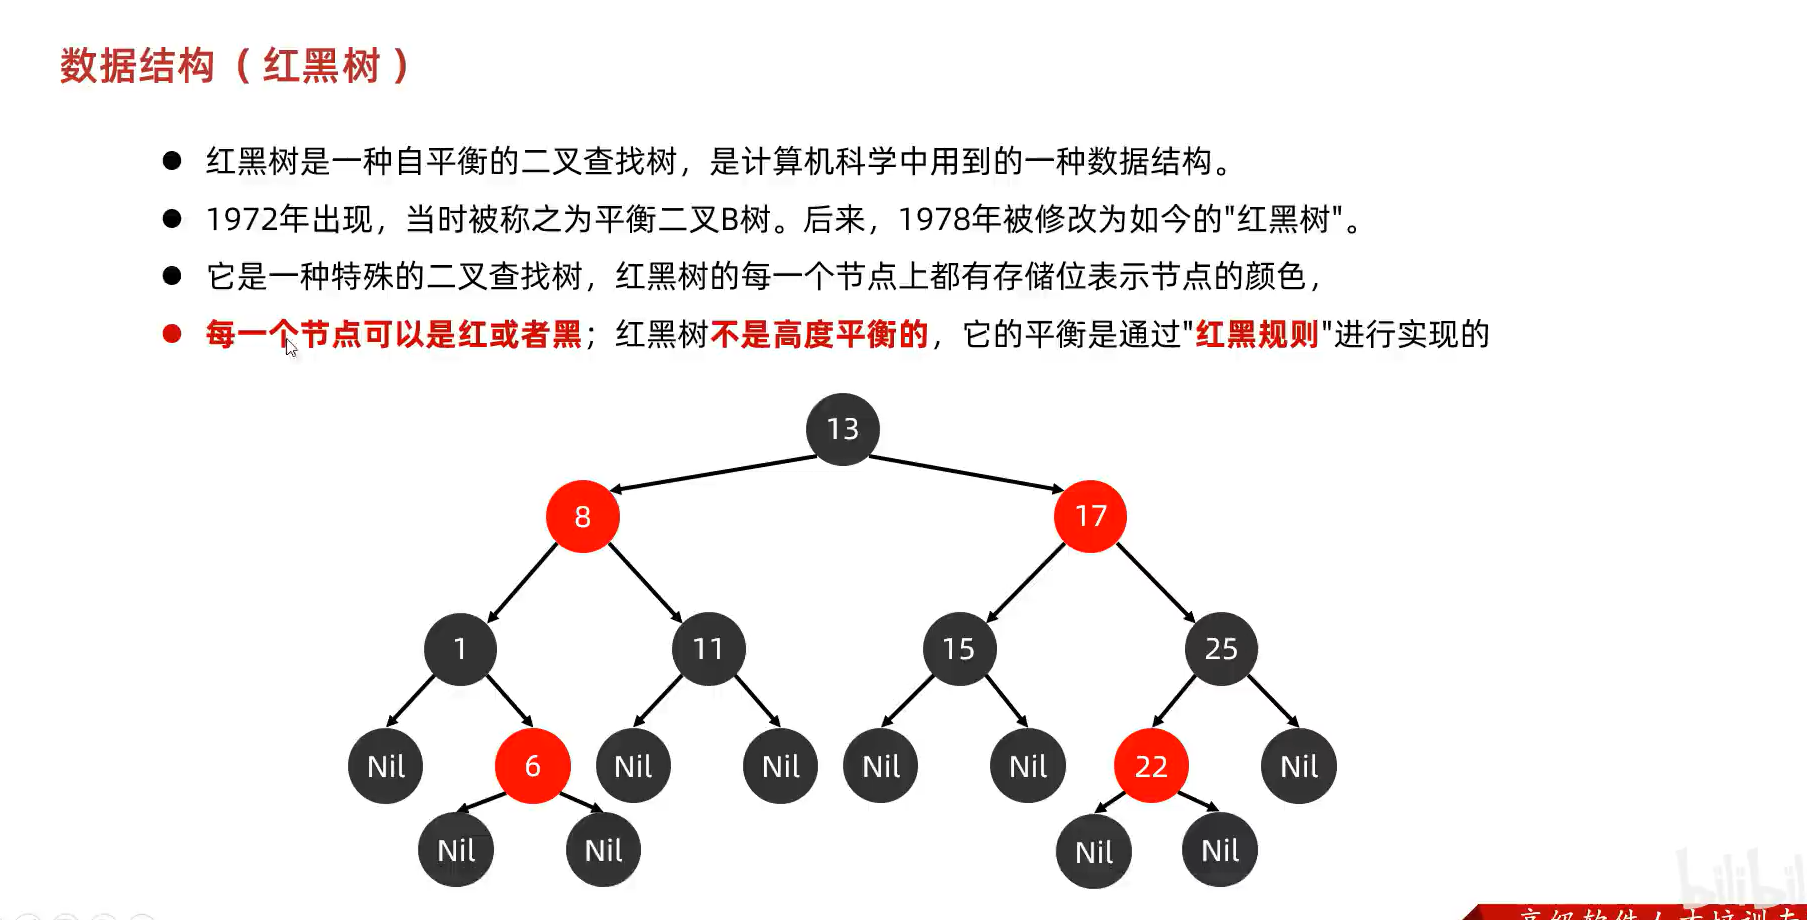 数据结构（红黑树）
● 红黑树是一种自平衡的二叉查找树，是计算机科学中用到的一种数据结构。
● 1972年出现，当时被称之为平衡二叉B树。后来，1978年被修改为如今的"红黑树"。
● 它是一种特殊的二叉查找树，红黑树的每一个节点上都有存储位表示节点的颜色，
● 每一个节点可以是红或者黑；红黑树不是高度平衡的，它的平衡是通过"红黑规则"进行实现的
13
8 17
1 11 15 25
Nil 6 Nil Nil Nil Nil 22 Nil
Nil Nil Nil Nil
bilibili